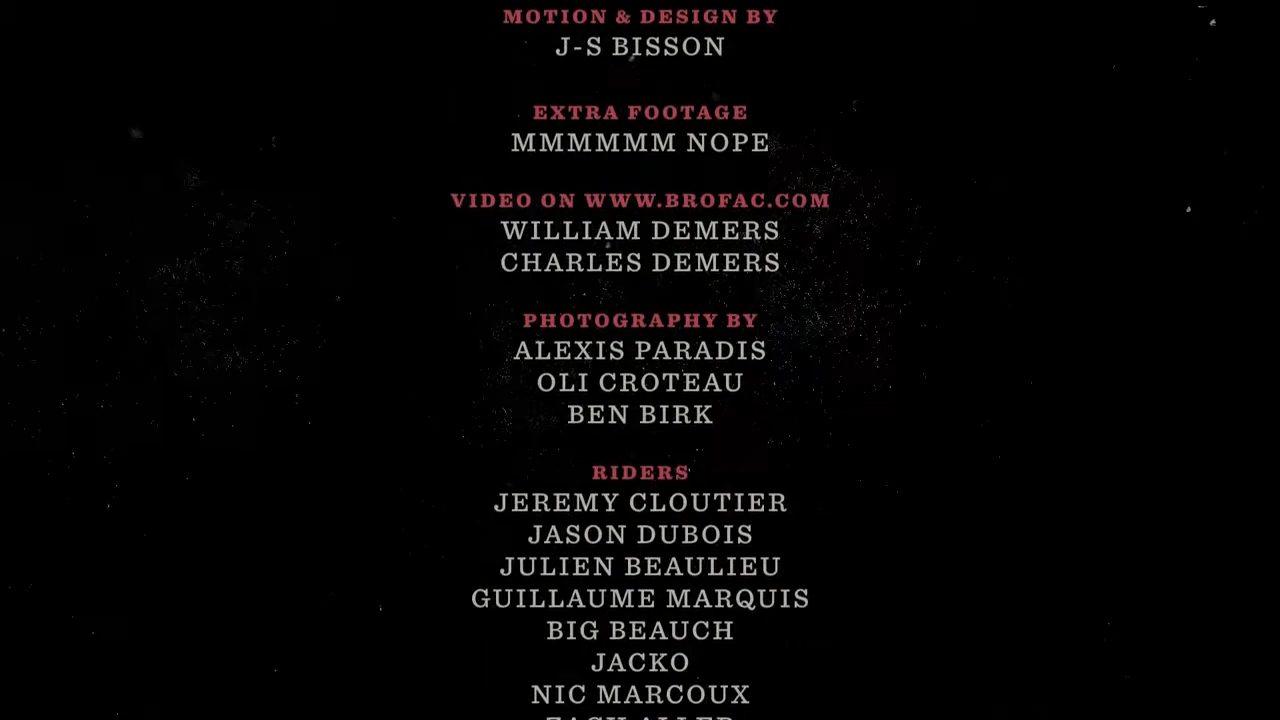 MOTION & DESIGN BY
J-S BISSON
EXTRA FOOTAGE
MMMMMM NOPE
VIDEO ON WWW.BROFAC.COM
WILLIAM DEMERS
CHARLES DEMERS
PHOTOGRAPHY BY
ALEXIS PARADIS
OLI CROTEAU
BEN BIRK
RIDERS
JEREMY CLOUTIER
JASON DUBOIS
JULIEN BEAULIEU
GUILLAUME MARQUIS
BIG BEAUCH
JACKO
NIC MARCOUX